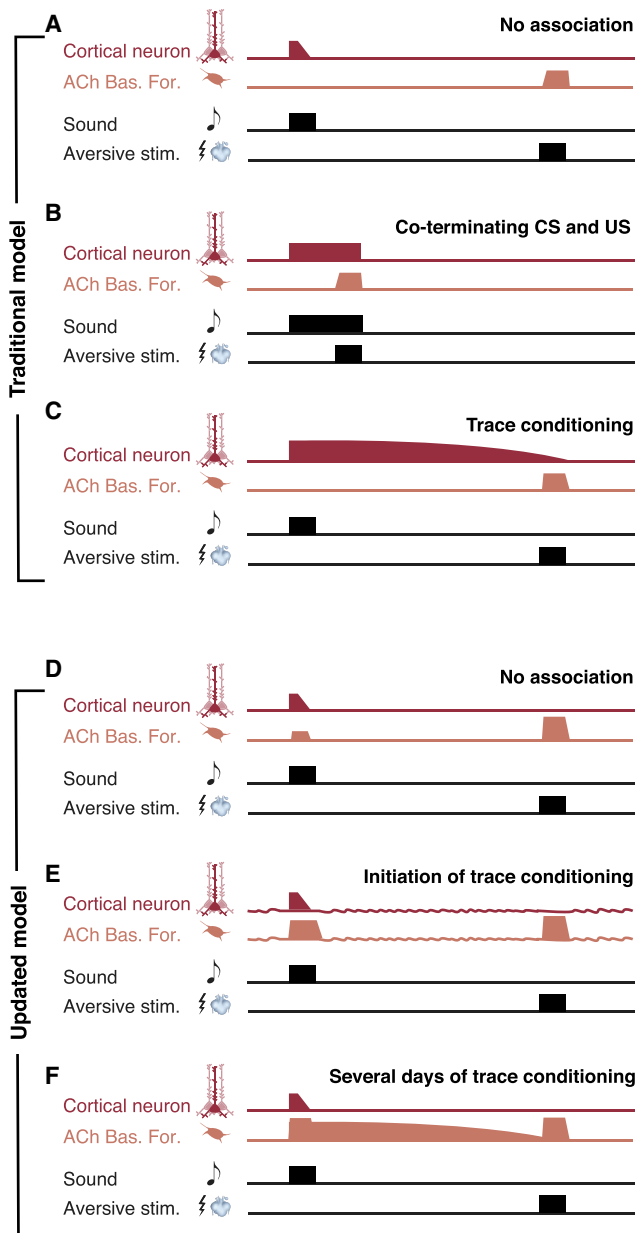 A
No association
Cortical neuron
ACh Bas. For.
Sound
Aversive stim.
B
Co-terminating CS and US
Cortical neuron
ACh Bas. For.
Sound
Aversive stim.
C
Trace conditioning
Cortical neuron
ACh Bas. For.
Sound
Aversive stim.
Traditional model
D
No association
Cortical neuron
ACh Bas. For.
Sound
Aversive stim.
E
Initiation of trace conditioning
Cortical neuron
ACh Bas. For.
Sound
Aversive stim.
F
Several days of trace conditioning
Cortical neuron
ACh Bas. For.
Sound
Aversive stim.
Updated model